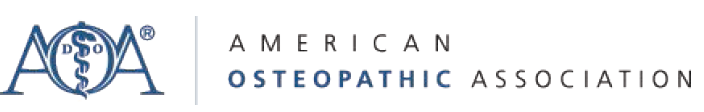 AOA®
DO
AMERICAN
OSTEOPATHIC ASSOCIATION